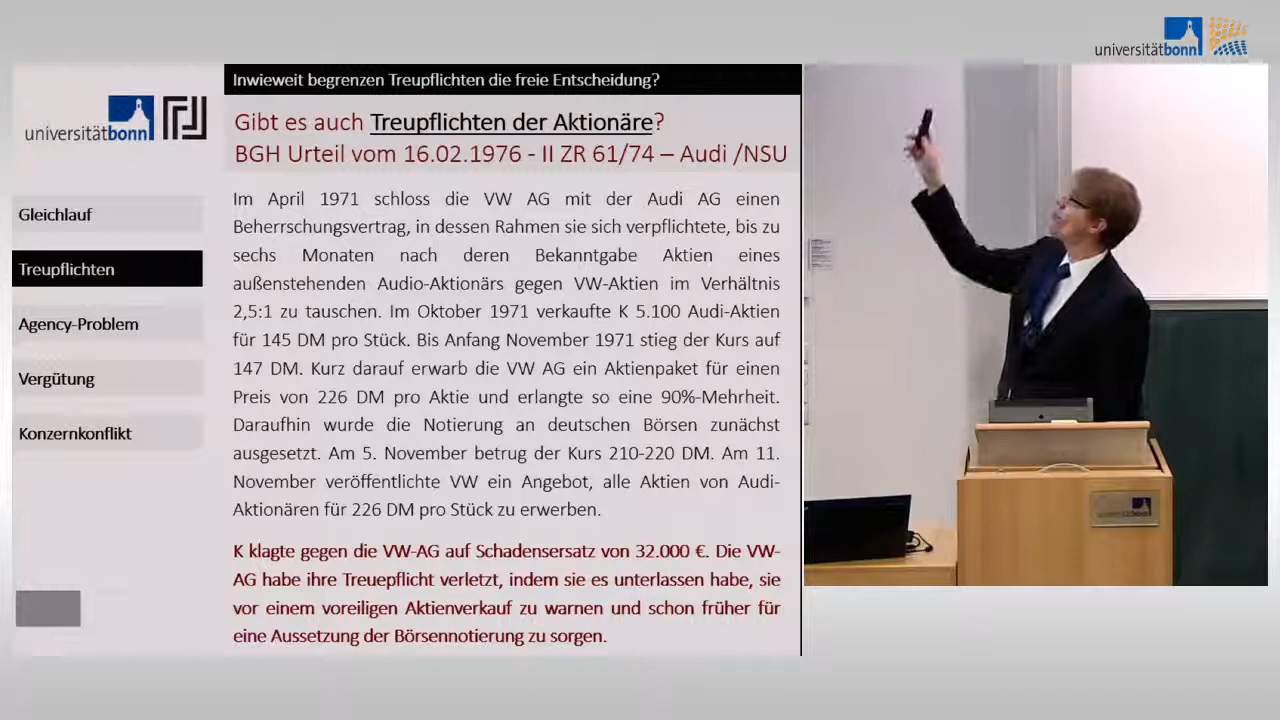 universitätbonn
Inwieweit begrenzen Treupflichten die freie Entscheidung?
universitätbonn
Gibt es auch Treupflichten der Aktionäre?
BGH Urteil vom 16.02.1976 - II ZR 61/74 – Audi /NSU
Gleichlauf
Treupflichten
Agency-Problem
Vergütung
Konzernkonflikt
Im April 1971 schloss die VW AG mit der Audi AG einen
Beherrschungsvertrag, in dessen Rahmen sie sich verpflichtete, bis zu
sechs Monaten nach deren Bekanntgabe Aktien eines
außenstehenden Audio-Aktionärs gegen VW-Aktien im Verhältnis
2,5:1 zu tauschen. Im Oktober 1971 verkaufte K 5.100 Audi-Aktien
für 145 DM pro Stück. Bis Anfang November 1971 stieg der Kurs auf
147 DM. Kurz darauf erwarb die VW AG ein Aktienpaket für einen
Preis von 226 DM pro Aktie und erlangte so eine 90%-Mehrheit.
Daraufhin wurde die Notierung an deutschen Börsen zunächst
ausgesetzt. Am 5. November betrug der Kurs 210-220 DM. Am 11.
November veröffentlichte VW ein Angebot, alle Aktien von Audi-
Aktionären für 226 DM pro Stück zu erwerben.
K klagte gegen die VW-AG auf Schadensersatz von 32.000 €. Die VW-
AG habe ihre Treuepflicht verletzt, indem sie es unterlassen habe, sie
vor einem voreiligen Aktienverkauf zu warnen und schon früher für
eine Aussetzung der Börsennotierung zu sorgen.
universitätbonn